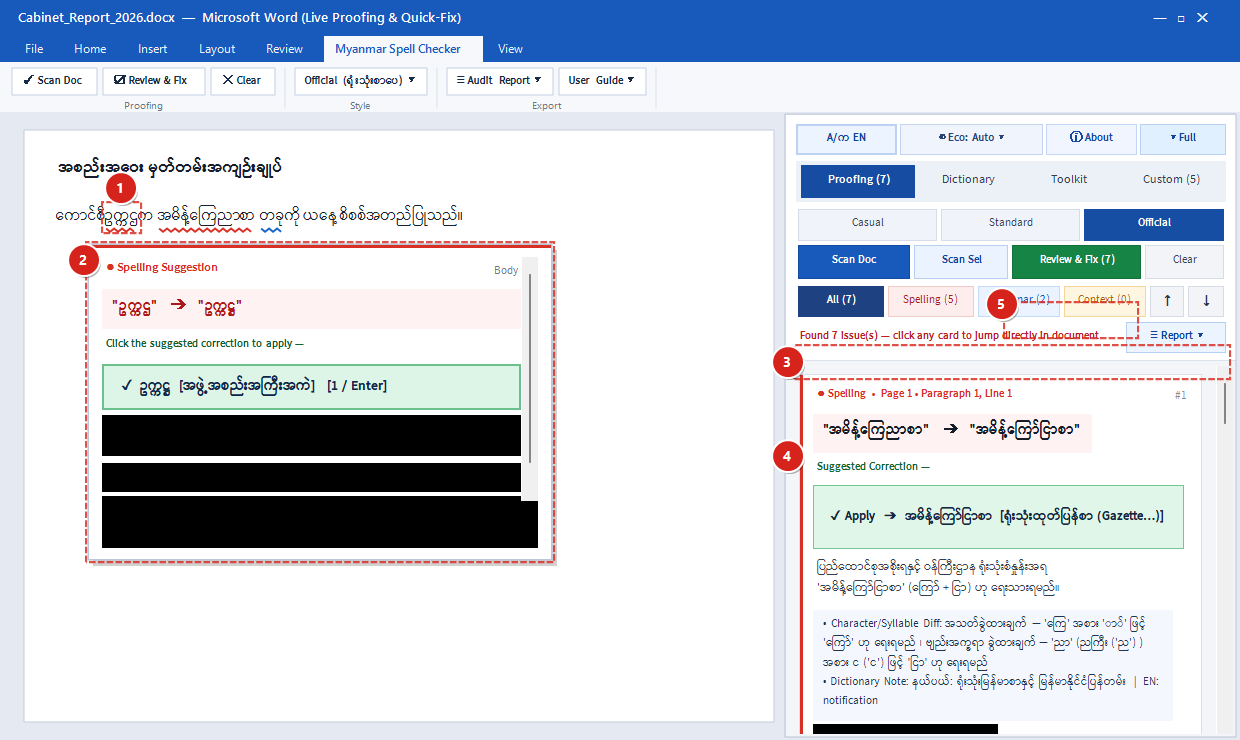 Cabinet_Report_2026.docx — Microsoft Word (Live Proofing & Quick-Fix)
File Home Insert Layout Review Myanmar Spell Checker View
✓ Scan Doc Review & Fix ✕ Clear Official (ရုံးသုံးစာပေ) ▼ ☰ Audit Report ▼ User Guide ▼
Proofing Style Export
A/က EN Eco: Auto ▼ ⓘ About ▼ Full
Proofing (7) Dictionary Toolkit Custom (5)
Casual Standard Official
Scan Doc Scan Sel Review & Fix (7) Clear
All (7) Spelling (5) (2) Context (0) ↑ ↓
Found 7 issue(s) — click any card to jump directly in document
☰ Report ▼
အစည်းအဝေး မှတ်တမ်းအကျဉ်းချုပ်
1
ကောင်စီဥက္ကဌက အမိန့်ကြေညာစာ တခုကို ယနေ့ စိစစ်အတည်ပြုသည်။
2
● Spelling Suggestion Body
"ဥက္ကဌ" ➔ "ဥက္ကဋ္ဌ"
Click the suggested correction to apply —
✓ ဥက္ကဋ္ဌ [အဖွဲ့အစည်းအကြီးအကဲ] [1 / Enter]
5
3
● Spelling • Page 1 • Paragraph 1, Line 1 #1
"အမိန့်ကြေညာစာ" ➔ "အမိန့်ကြော်ငြာစာ"
4
Suggested Correction —
✓ Apply ➔ အမိန့်ကြော်ငြာစာ [ရုံးသုံးထုတ်ပြန်စာ (Gazette...)]
ပြည်ထောင်စုအစိုးရနှင့် ဝန်ကြီးဌာန ရုံးသုံးစံနှုန်းအရ
'အမိန့်ကြော်ငြာစာ' (ကြော် + ငြာ) ဟု ရေးသားရမည်။
• Character/Syllable Diff: အသတ်ခွဲထားချက် — 'ကြေ' အစား 'ာ်' ဖြင့်
'ကြော်' ဟု ရေးရမည် ၊ ဗျည်းအက္ခရာ ခွဲထားချက် — 'ညာ' (ညကြီး ('ည') )
အစား င ('င') ဖြင့် 'ငြာ' ဟု ရေးရမည်
• Dictionary Note: နယ်ပယ်: ရုံးသုံးမြန်မာစာနှင့် မြန်မာနိုင်ငံပြန်တမ်း | EN:
notification